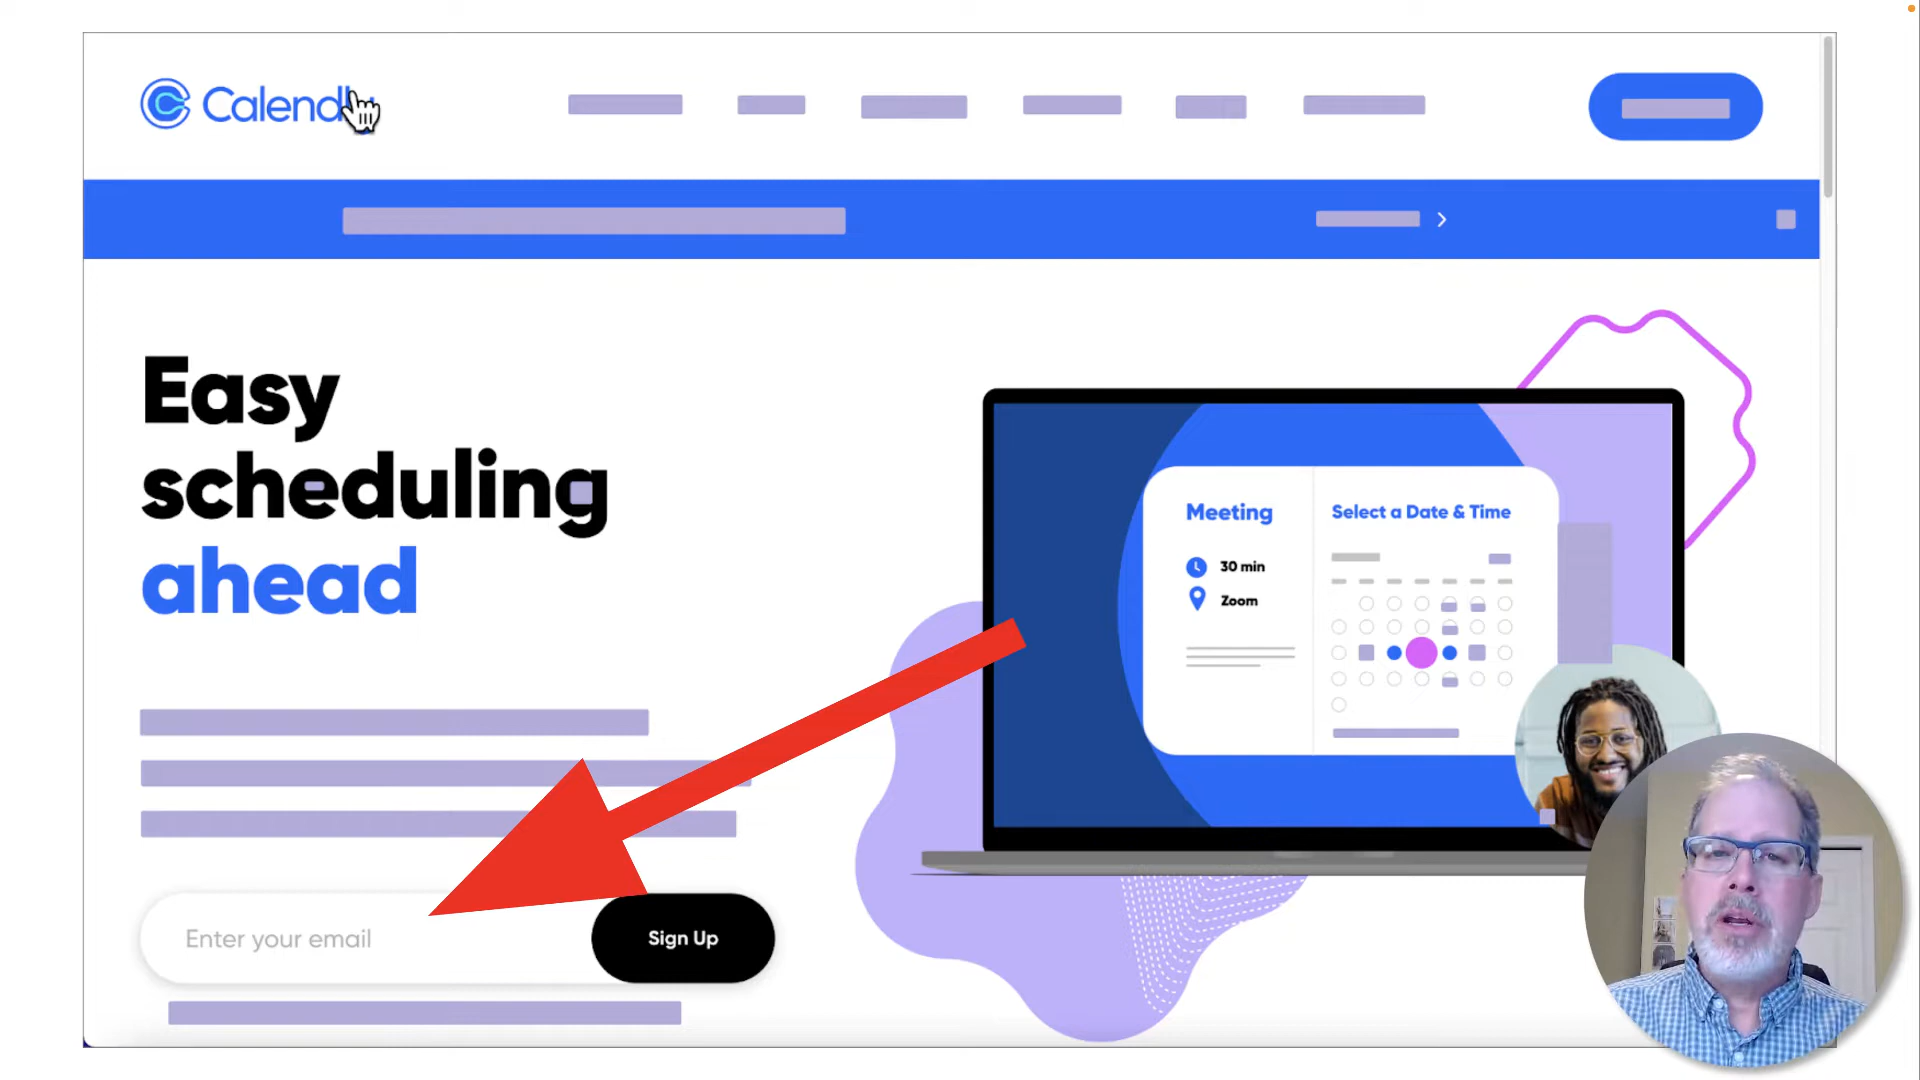 Calendly
Easy
scheduling
ahead
Meeting
Select a Date & Time
30 min
Zoom
Enter your email
Sign Up